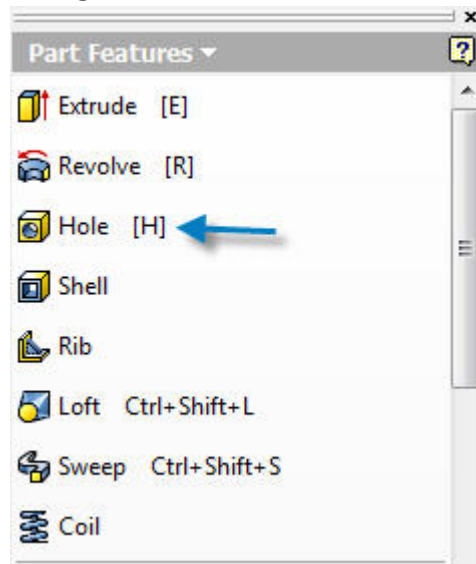 Part Features
Extrude [E]
Revolve [R]
Hole [H]
Shell
Rib
Loft Ctrl+Shift+L
Sweep Ctrl+Shift+S
Coil